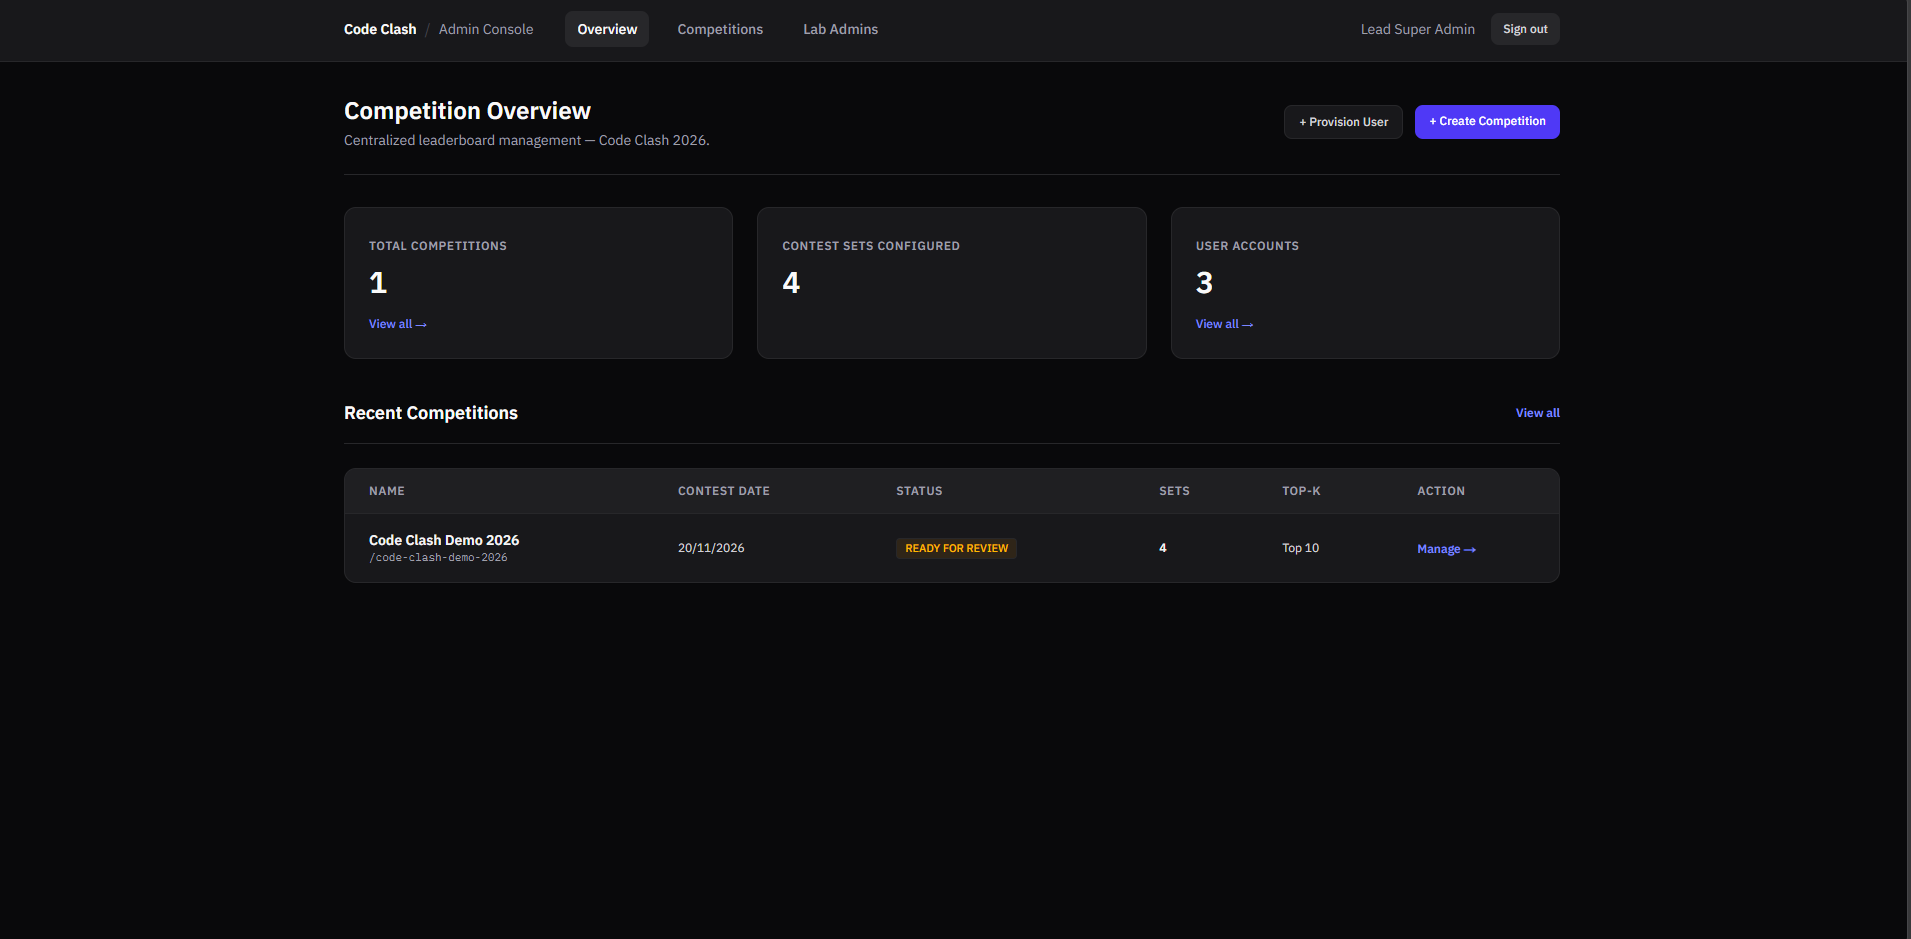 Code Clash / Admin Console Overview Competitions Lab Admins Lead Super Admin Sign out
Competition Overview
Centralized leaderboard management — Code Clash 2026.
+ Provision User + Create Competition
TOTAL COMPETITIONS
1
View all →
CONTEST SETS CONFIGURED
4
USER ACCOUNTS
3
View all →
Recent Competitions View all
NAME CONTEST DATE STATUS SETS TOP-K ACTION
Code Clash Demo 2026
/code-clash-demo-2026
20/11/2026 READY FOR REVIEW 4 Top 10 Manage →